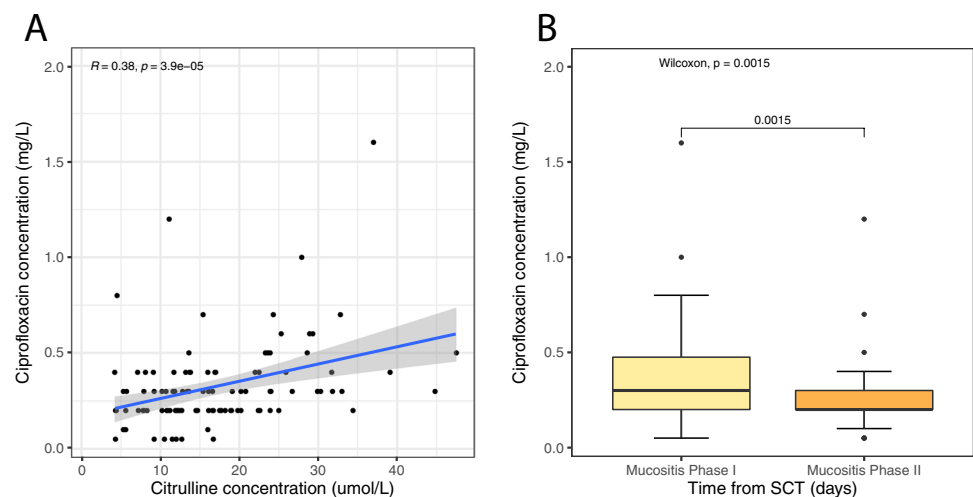 A
R = 0.38, p = 3.9e−05
2.0
1.5
1.0
0.5
0.0
Ciprofloxacin concentration (mg/L)
0 10 20 30 40
Citrulline concentration (umol/L)
B
Wilcoxon, p = 0.0015
0.0015
2.0
1.5
1.0
0.5
0.0
Ciprofloxacin concentration (mg/L)
Mucositis Phase I Mucositis Phase II
Time from SCT (days)